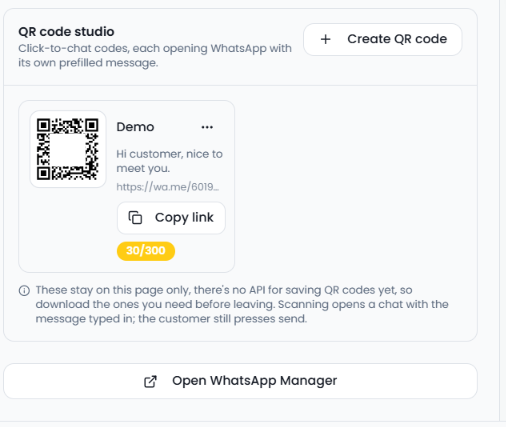 QR code studio
Click-to-chat codes, each opening WhatsApp with
its own prefilled message.
Create QR code
Demo
Hi customer, nice to
meet you.
https://wa.me/6019...
Copy link
30/300
These stay on this page only, there's no API for saving QR codes yet, so
download the ones you need before leaving. Scanning opens a chat with the
message typed in; the customer still presses send.
Open WhatsApp Manager